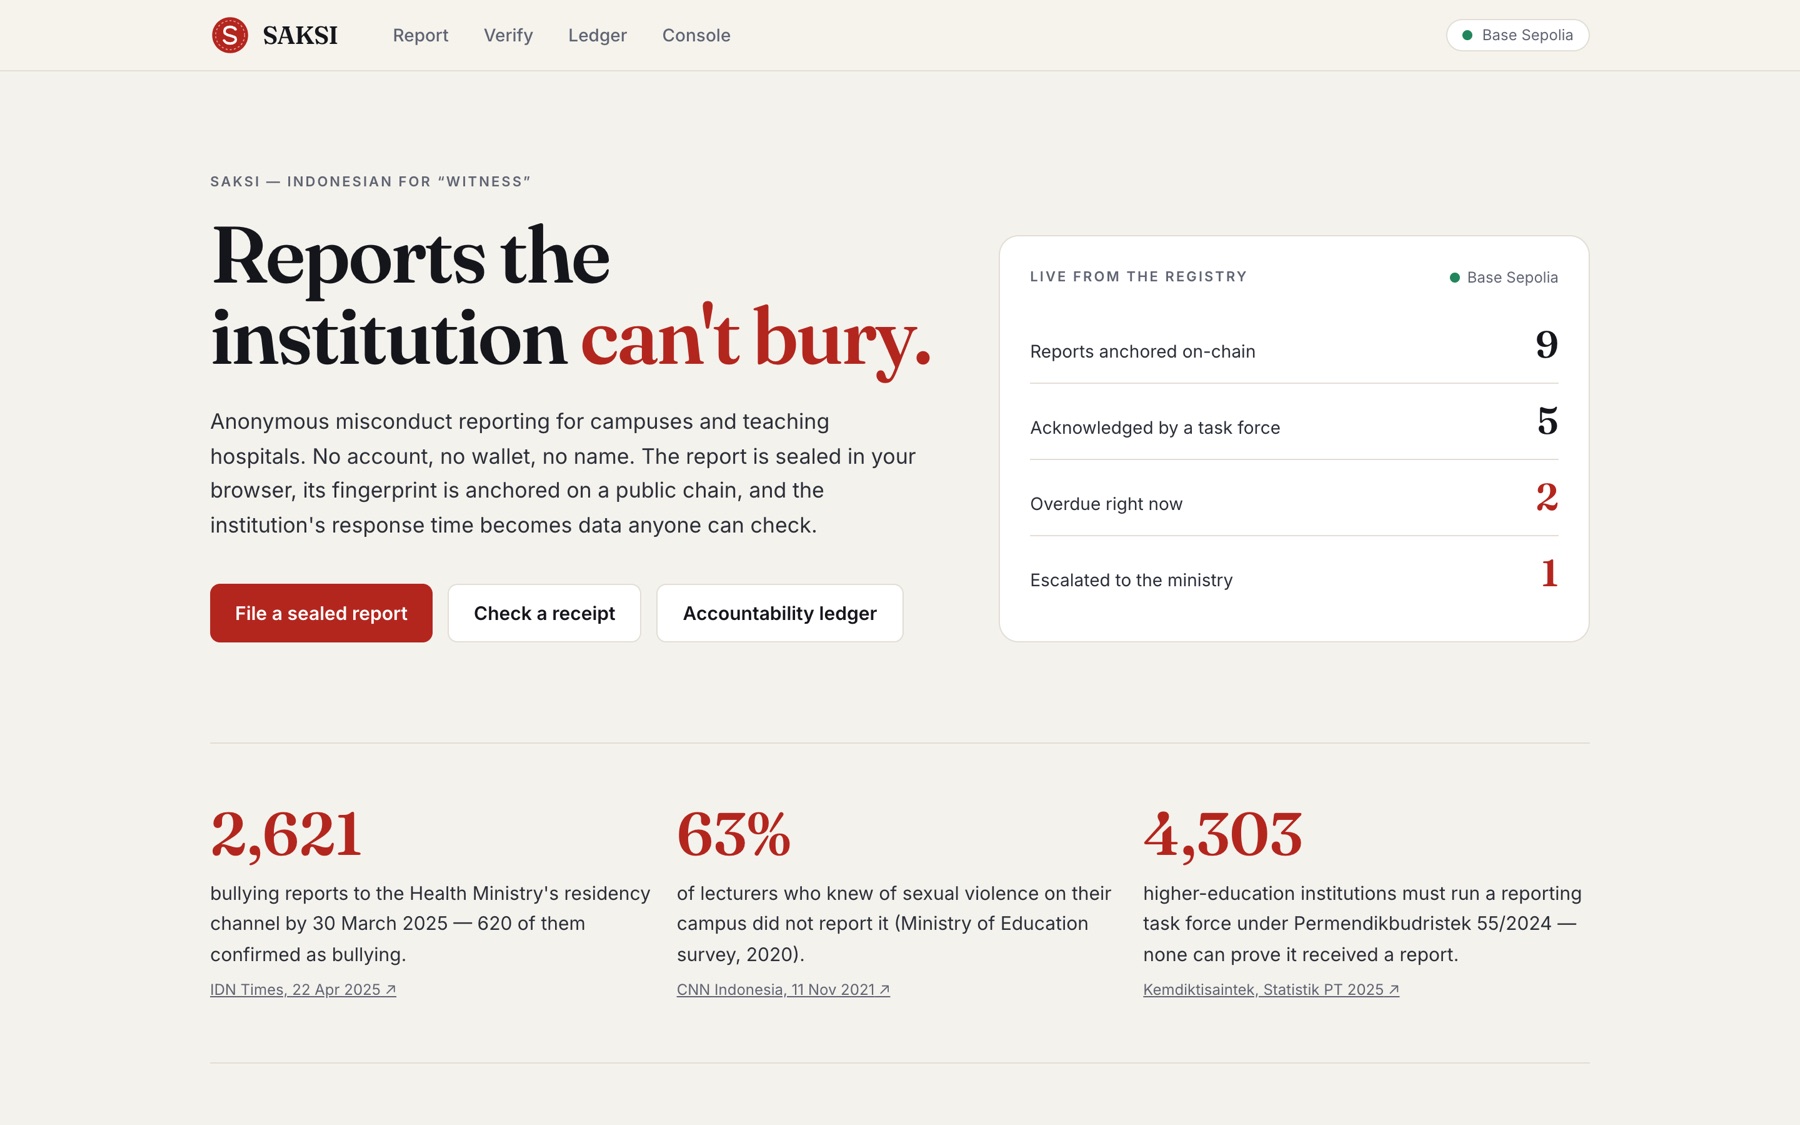 S SAKSI Report Verify Ledger Console Base Sepolia
SAKSI — INDONESIAN FOR “WITNESS”
Reports the
institution can't bury.
Anonymous misconduct reporting for campuses and teaching
hospitals. No account, no wallet, no name. The report is sealed in your
browser, its fingerprint is anchored on a public chain, and the
institution's response time becomes data anyone can check.
File a sealed report Check a receipt Accountability ledger
LIVE FROM THE REGISTRY Base Sepolia
Reports anchored on-chain 9
Acknowledged by a task force 5
Overdue right now 2
Escalated to the ministry 1
2,621
bullying reports to the Health Ministry's residency
channel by 30 March 2025 — 620 of them
confirmed as bullying.
IDN Times, 22 Apr 2025 ↗
63%
of lecturers who knew of sexual violence on their
campus did not report it (Ministry of Education
survey, 2020).
CNN Indonesia, 11 Nov 2021 ↗
4,303
higher-education institutions must run a reporting
task force under Permendikbudristek 55/2024 —
none can prove it received a report.
Kemdiktisaintek, Statistik PT 2025 ↗